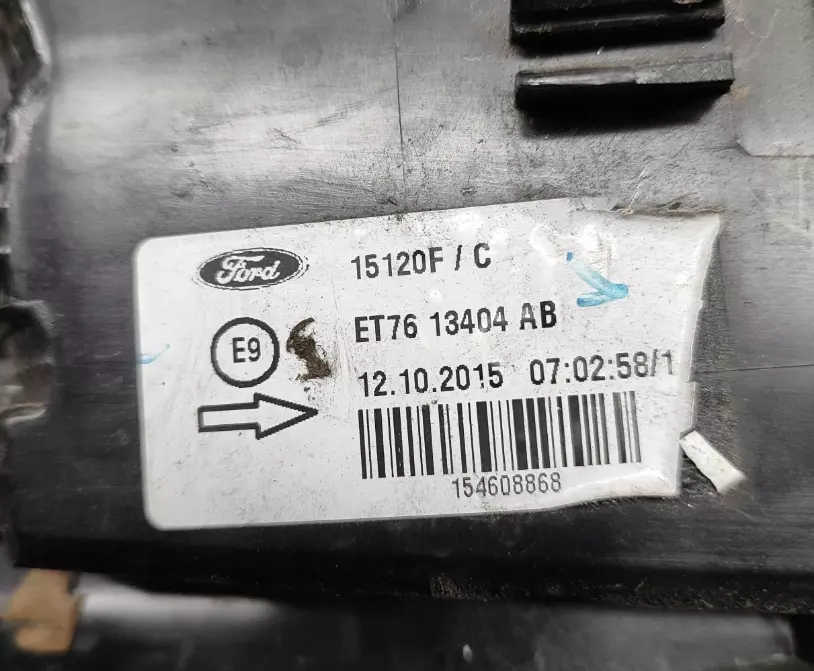 Ford 15120F / C
E9 ET76 13404 AB
12.10.2015 07:02:58/1
154608868